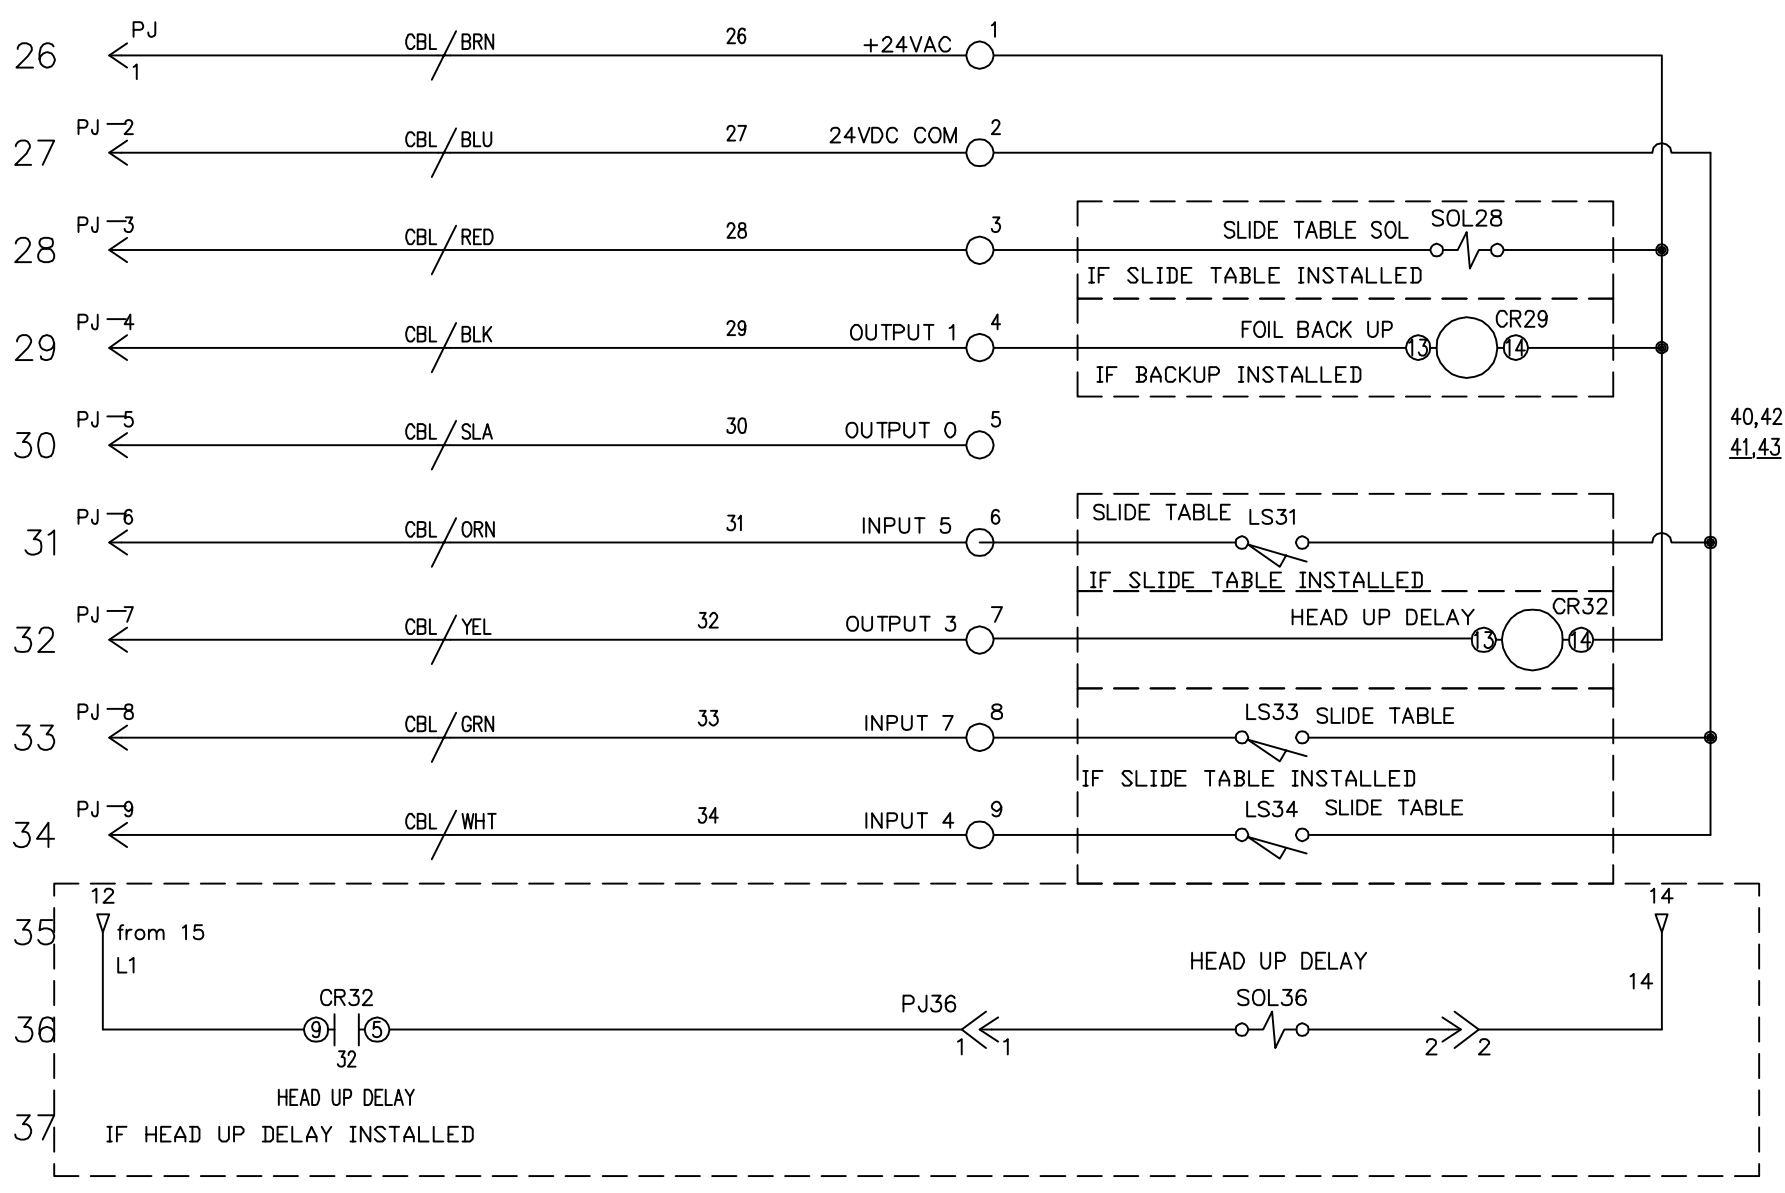 26 PJ 1 CBL BRN 26 +24VAC 1
27 PJ 2 CBL BLU 27 24VDC COM 2
28 PJ 3 CBL RED 28 3 SLIDE TABLE SOL SOL28
IF SLIDE TABLE INSTALLED
29 PJ 4 CBL BLK 29 OUTPUT 1 4 FOIL BACK UP 13 CR29 14
IF BACKUP INSTALLED
30 PJ 5 CBL SLA 30 OUTPUT 0 5
40,42
41,43
31 PJ 6 CBL ORN 31 INPUT 5 6 SLIDE TABLE LS31
IF SLIDE TABLE INSTALLED
32 PJ 7 CBL YEL 32 OUTPUT 3 7 HEAD UP DELAY 13 CR32 14
33 PJ 8 CBL GRN 33 INPUT 7 8 LS33 SLIDE TABLE
IF SLIDE TABLE INSTALLED
34 PJ 9 CBL WHT 34 INPUT 4 9 LS34 SLIDE TABLE
12 14
35 from 15
L1
HEAD UP DELAY
14
CR32 PJ36 SOL36
36 9 5
32 1 1 2 2
HEAD UP DELAY
37 IF HEAD UP DELAY INSTALLED